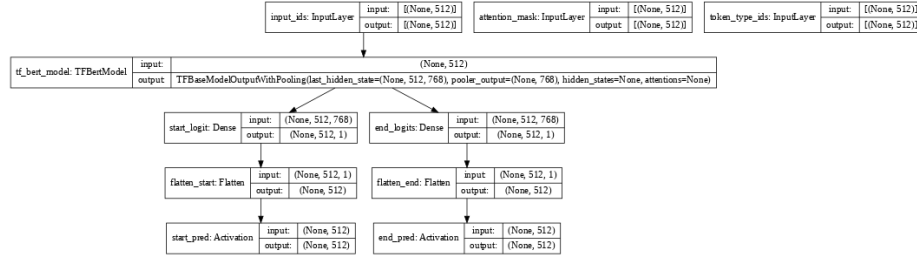 input_ids: InputLayer input: [(None, 512)] output: [(None, 512)]
attention_mask: InputLayer input: [(None, 512)] output: [(None, 512)]
token_type_ids: InputLayer input: [(None, 512)] output: [(None, 512)]
tf_bert_model: TFBertModel input: (None, 512)
output: TFBaseModelOutputWithPooling(last_hidden_state=(None, 512, 768), pooler_output=(None, 768), hidden_states=None, attentions=None)
start_logit: Dense input: (None, 512, 768) output: (None, 512, 1)
end_logits: Dense input: (None, 512, 768) output: (None, 512, 1)
flatten_start: Flatten input: (None, 512, 1) output: (None, 512)
flatten_end: Flatten input: (None, 512, 1) output: (None, 512)
start_pred: Activation input: (None, 512) output: (None, 512)
end_pred: Activation input: (None, 512) output: (None, 512)